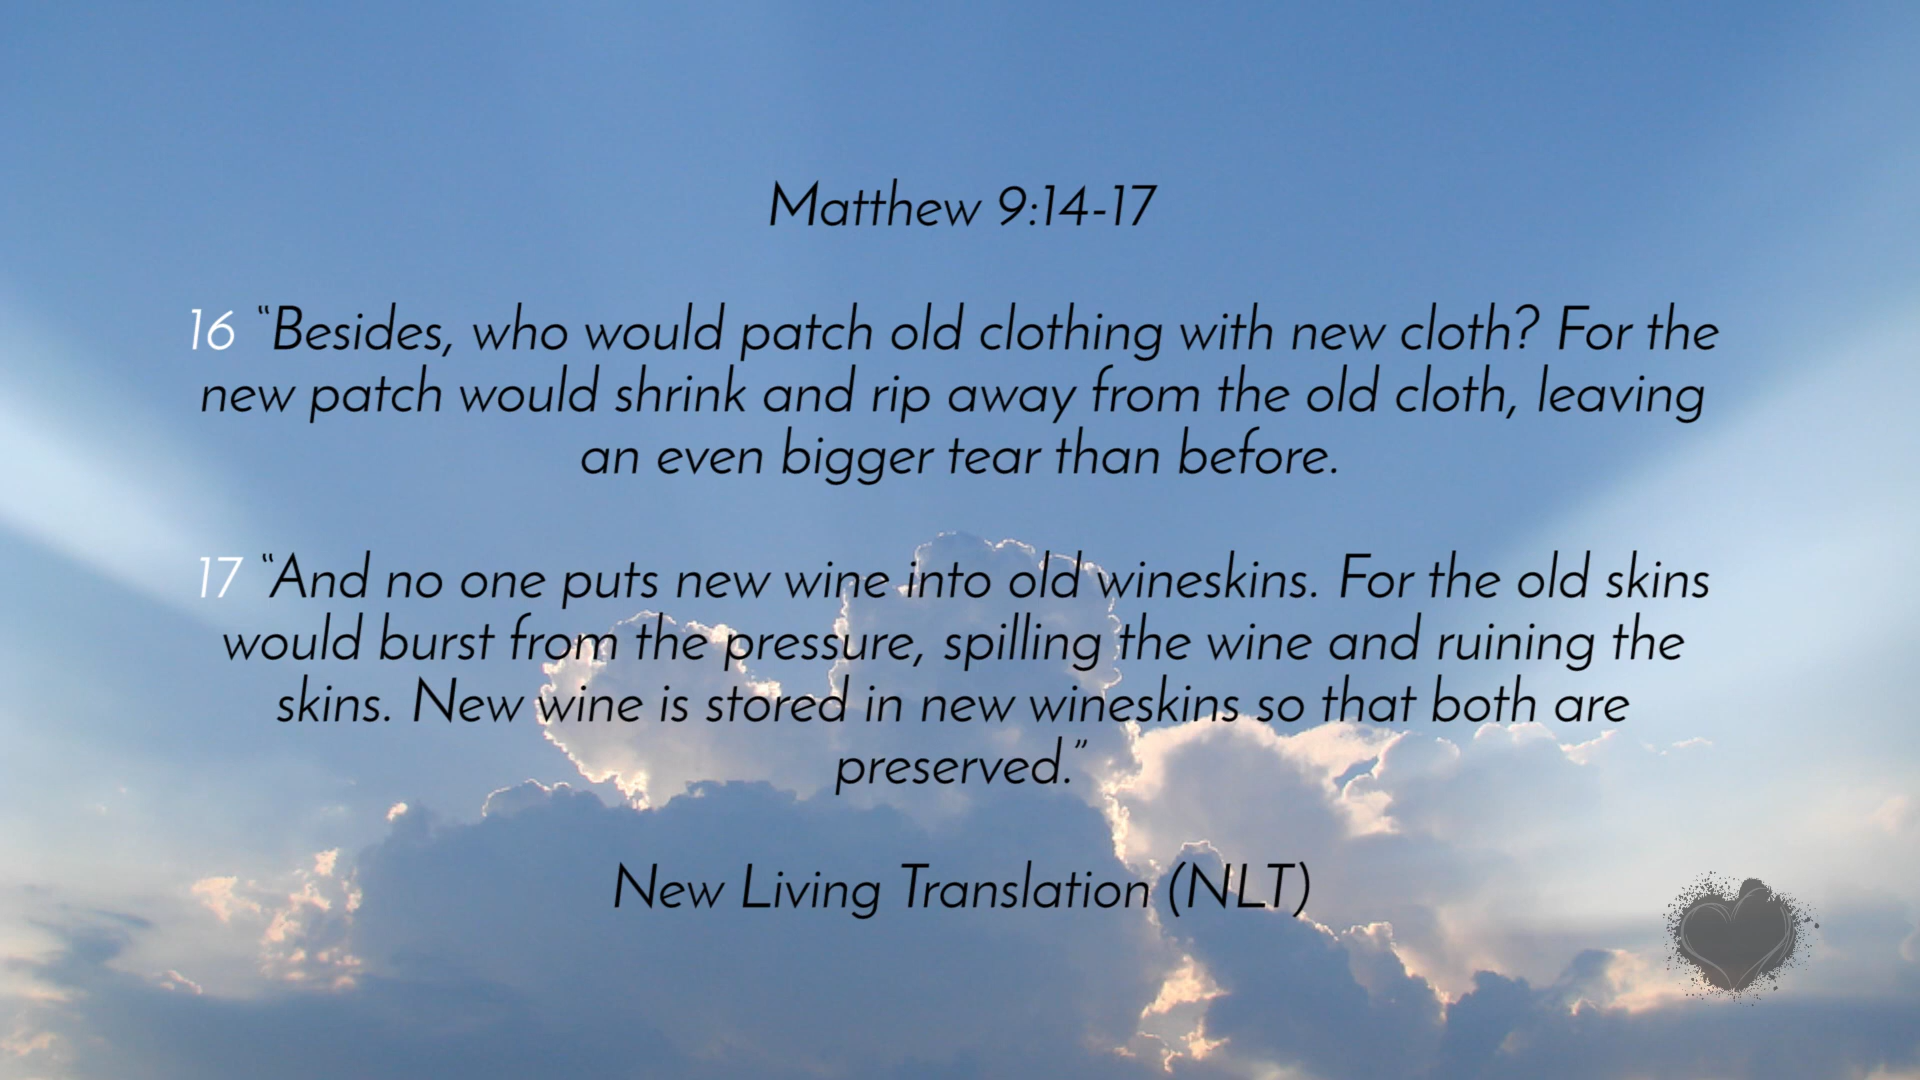 Matthew 9:14-17
16 “Besides, who would patch old clothing with new cloth? For the
new patch would shrink and rip away from the old cloth, leaving
an even bigger tear than before.
17 “And no one puts new wine into old wineskins. For the old skins
would burst from the pressure, spilling the wine and ruining the
skins. New wine is stored in new wineskins so that both are
preserved.”
New Living Translation (NLT)